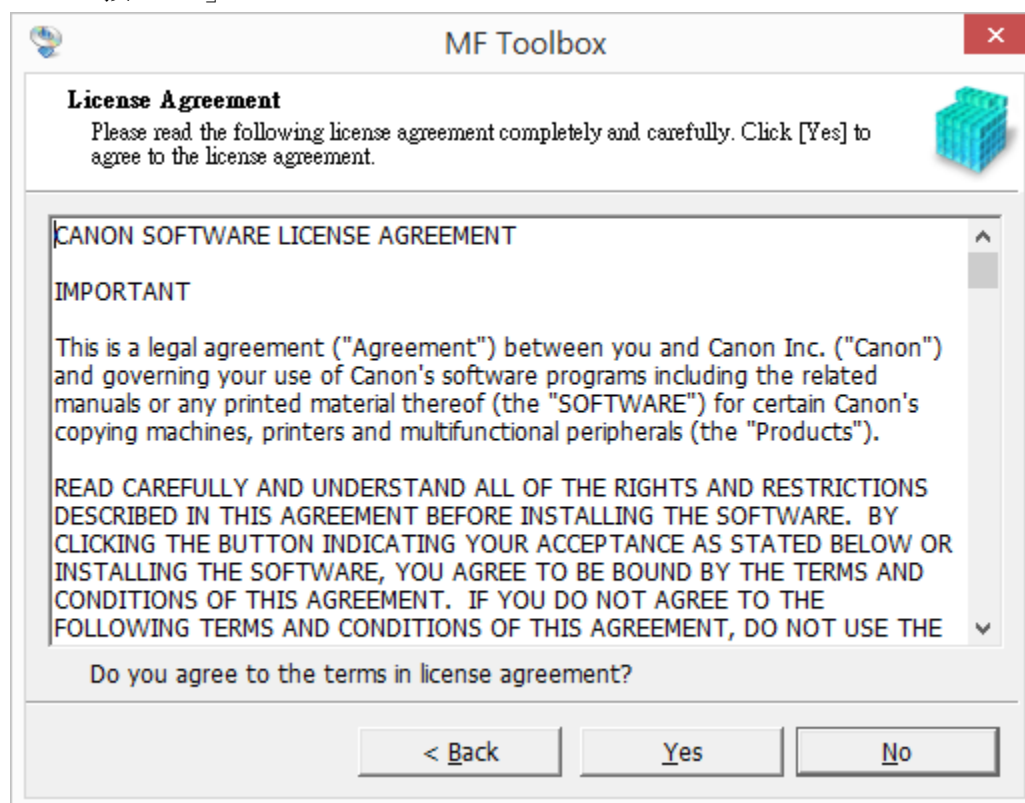 MF Toolbox
License Agreement
Please read the following license agreement completely and carefully. Click [Yes] to
agree to the license agreement.
CANON SOFTWARE LICENSE AGREEMENT
IMPORTANT
This is a legal agreement ("Agreement") between you and Canon Inc. ("Canon")
and governing your use of Canon's software programs including the related
manuals or any printed material thereof (the "SOFTWARE") for certain Canon's
copying machines, printers and multifunctional peripherals (the "Products").
READ CAREFULLY AND UNDERSTAND ALL OF THE RIGHTS AND RESTRICTIONS
DESCRIBED IN THIS AGREEMENT BEFORE INSTALLING THE SOFTWARE.  BY
CLICKING THE BUTTON INDICATING YOUR ACCEPTANCE AS STATED BELOW OR
INSTALLING THE SOFTWARE, YOU AGREE TO BE BOUND BY THE TERMS AND
CONDITIONS OF THIS AGREEMENT.  IF YOU DO NOT AGREE TO THE
FOLLOWING TERMS AND CONDITIONS OF THIS AGREEMENT, DO NOT USE THE
Do you agree to the terms in license agreement?
< Back Yes No